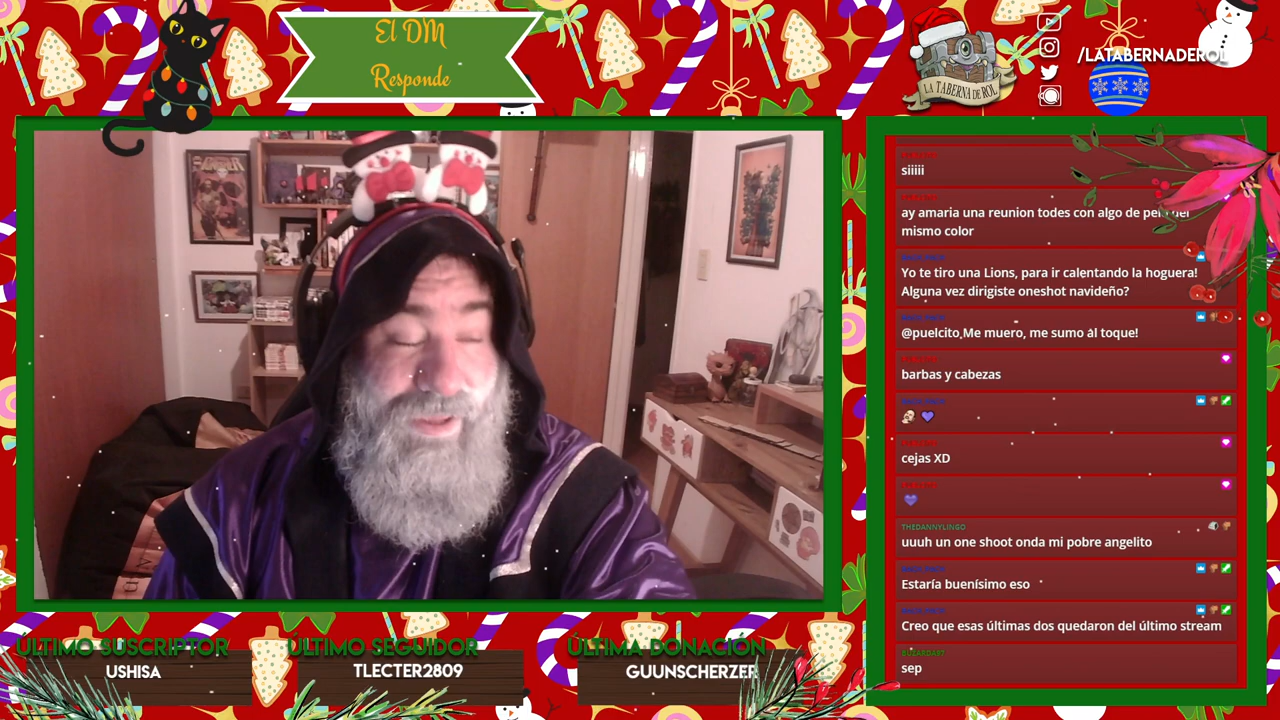 El DM
Responde
LA TABERNA DE ROL
/LATABERNADEROL
siiiii
ay amaria una reunion todes con algo de pelo del
mismo color
Yo te tiro una Lions, para ir calentando la hoguera!
Alguna vez dirigiste oneshot navideño?
@puelcito Me muero, me sumo al toque!
barbas y cabezas
cejas XD
THEDANNYLINGO
uuuh un one shoot onda mi pobre angelito
Estaría buenísimo eso
Creo que esas últimas dos quedaron del último stream
sep
ÚLTIMO SUSCRIPTOR
USHISA
ÚLTIMO SEGUIDOR
TLECTER2809
ÚLTIMA DONACIÓN
GUUNSCHERZER